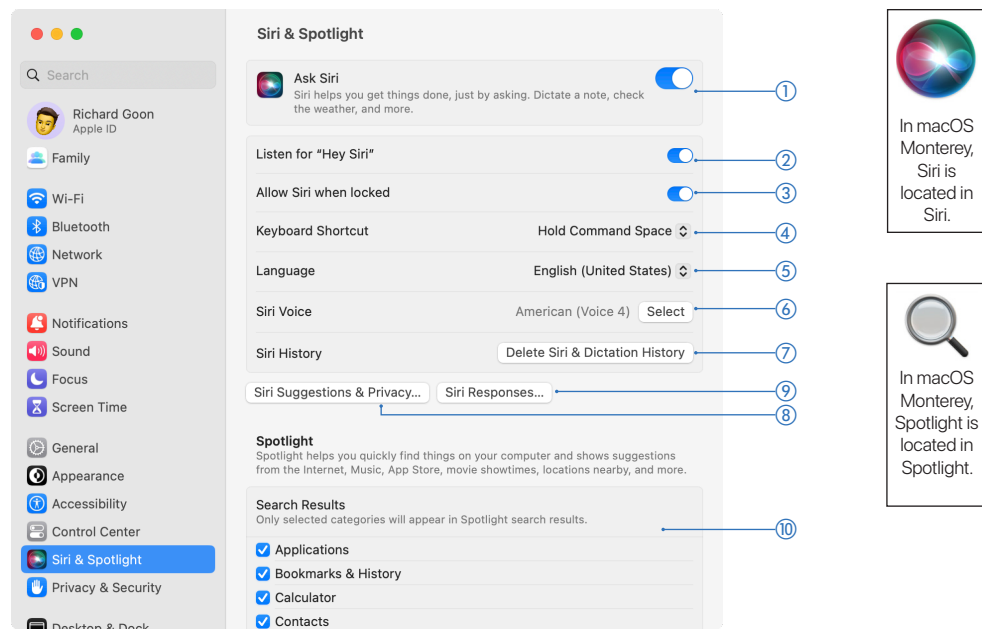 Siri & Spotlight
Search
Richard Goon
Apple ID
Family
Wi-Fi
Bluetooth
Network
VPN
Notifications
Sound
Focus
Screen Time
General
Appearance
Accessibility
Control Center
Siri & Spotlight
Privacy & Security
Desktop & Dock
Ask Siri
Siri helps you get things done, just by asking. Dictate a note, check
the weather, and more.
①
Listen for “Hey Siri”
②
Allow Siri when locked
③
Keyboard Shortcut Hold Command Space
④
Language English (United States)
⑤
Siri Voice American (Voice 4) Select
⑥
Siri History Delete Siri & Dictation History
⑦
Siri Suggestions & Privacy... Siri Responses...
⑨
⑧
Spotlight
Spotlight helps you quickly find things on your computer and shows suggestions
from the Internet, Music, App Store, movie showtimes, locations nearby, and more.
Search Results
Only selected categories will appear in Spotlight search results.
⑩
Applications
Bookmarks & History
Calculator
Contacts
In macOS
Monterey,
Siri is
located in
Siri.
In macOS
Monterey,
Spotlight is
located in
Spotlight.